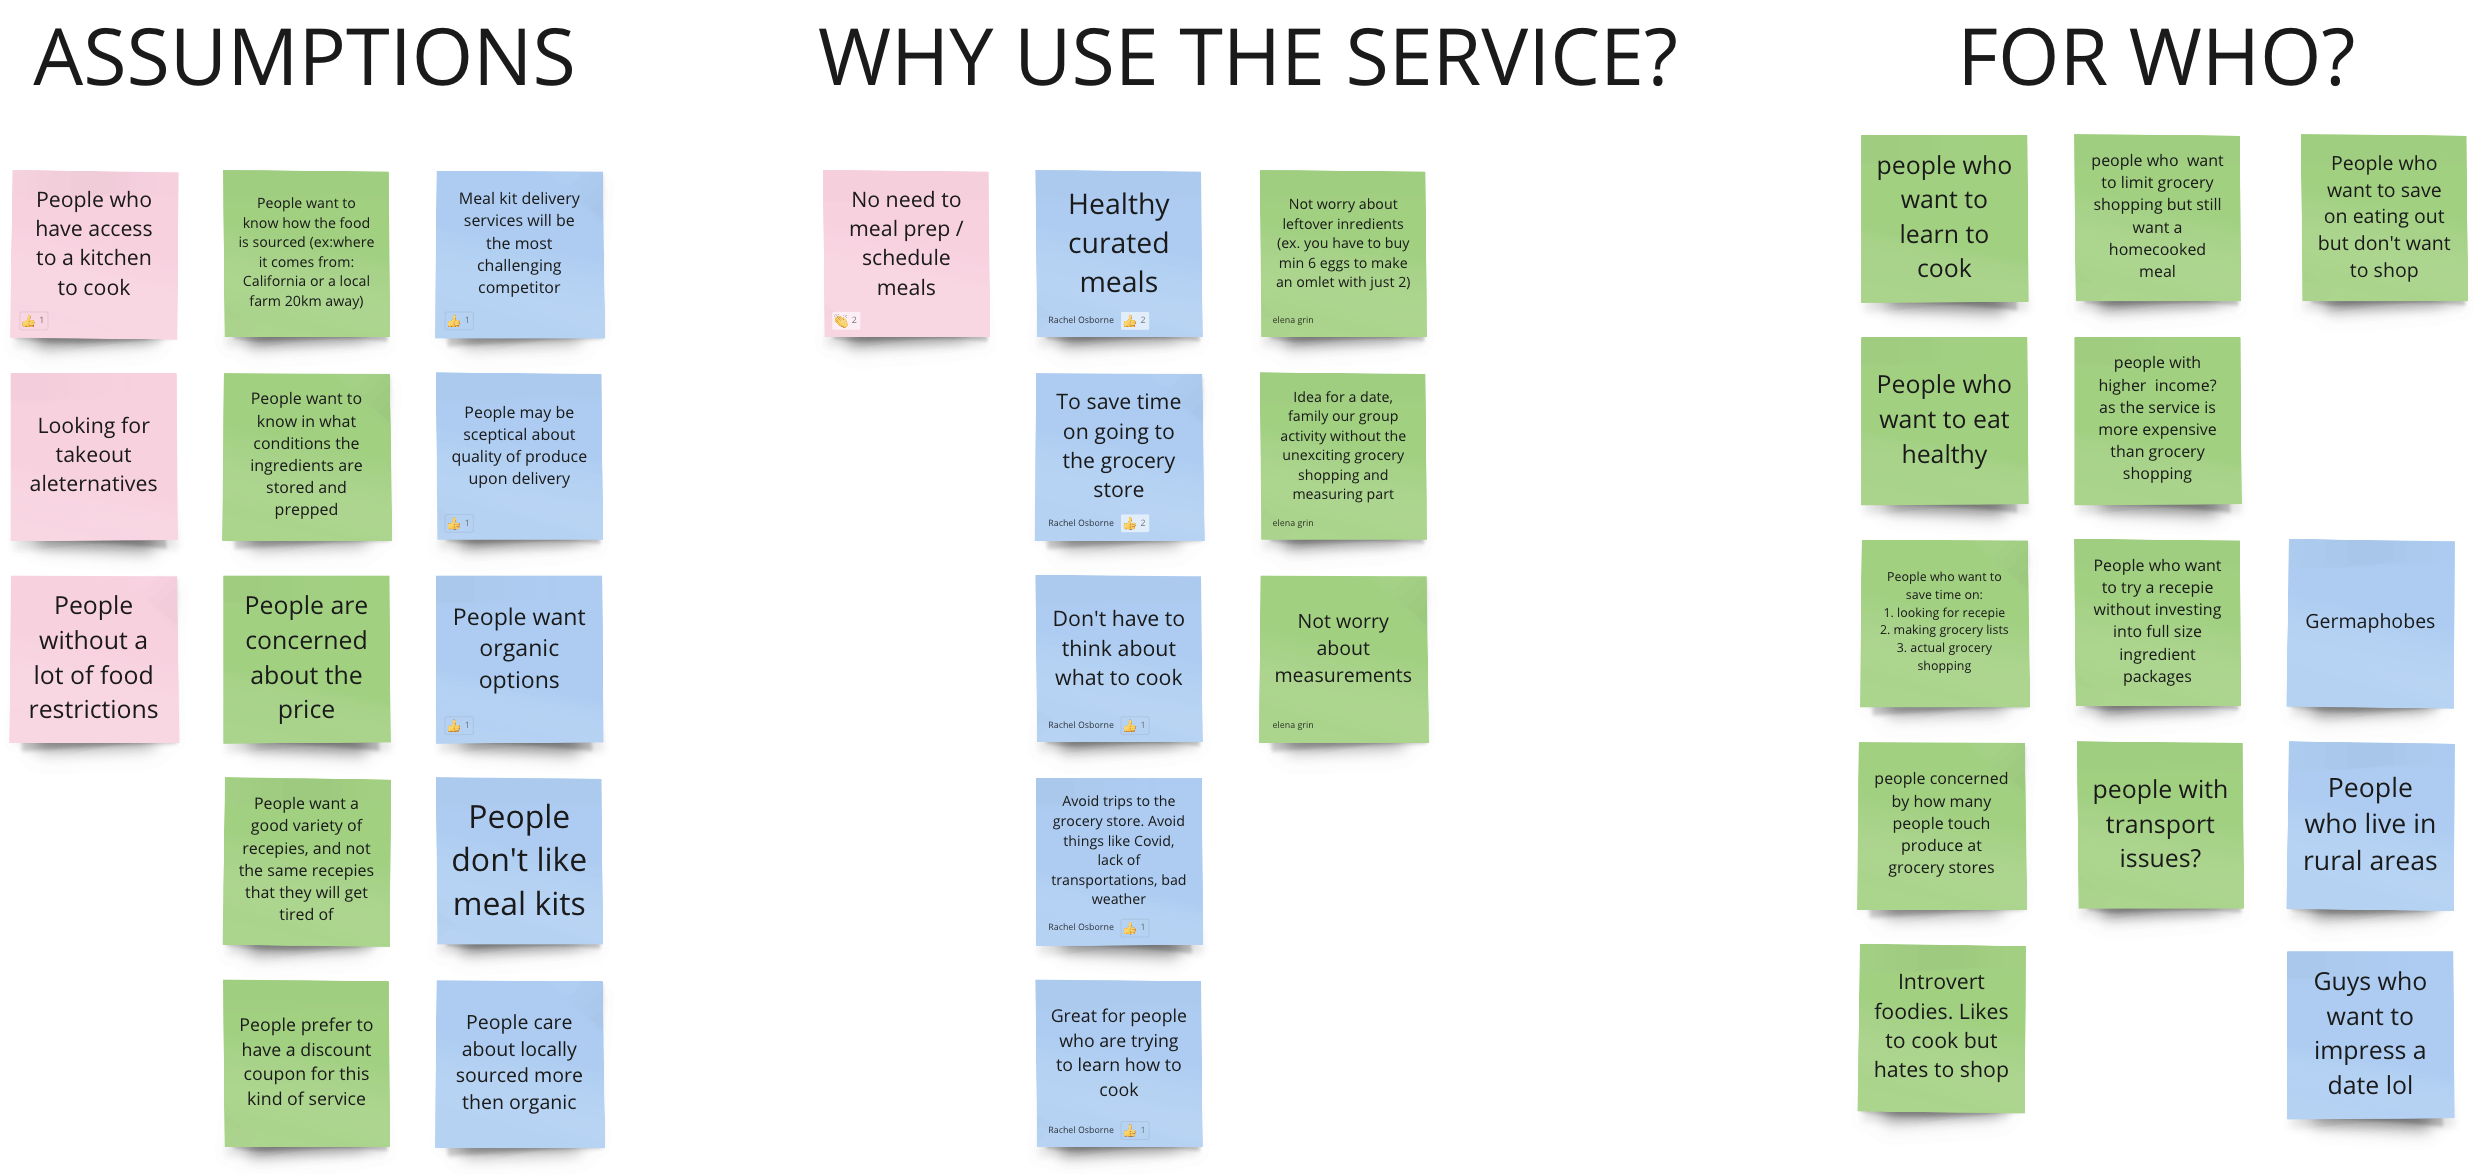 ASSUMPTIONS
People who
have access
to a kitchen
to cook
1
People want to
know how the food
is sourced (ex:where
it comes from:
California or a local
farm 20km away)
Meal kit delivery
services will be
the most
challenging
competitor
1
Looking for
takeout
aleternatives
People want to
know in what
conditions the
ingredients are
stored and
prepped
People may be
sceptical about
quality of produce
upon delivery
1
People
without a
lot of food
restrictions
People are
concerned
about the
price
People want
organic
options
1
People want a
good variety of
recepies, and not
the same recepies
that they will get
tired of
People
don't like
meal kits
People prefer to
have a discount
coupon for this
kind of service
People care
about locally
sourced more
then organic
WHY USE THE SERVICE?
No need to
meal prep /
schedule
meals
2
Healthy
curated
meals
Rachel Osborne 2
Not worry about
leftover inredients
(ex. you have to buy
min 6 eggs to make
an omlet with just 2)
elena grin
To save time
on going to
the grocery
store
Rachel Osborne 2
Idea for a date,
family our group
activity without the
unexciting grocery
shopping and
measuring part
elena grin
Don't have to
think about
what to cook
Rachel Osborne 1
Not worry
about
measurements
elena grin
Avoid trips to the
grocery store. Avoid
things like Covid,
lack of
transportations, bad
weather
Rachel Osborne 1
Great for people
who are trying
to learn how to
cook
Rachel Osborne 1
FOR WHO?
people who
want to
learn to
cook
people who want
to limit grocery
shopping but still
want a
homecooked
meal
People who
want to save
on eating out
but don't want
to shop
People who
want to eat
healthy
people with
higher income?
as the service is
more expensive
than grocery
shopping
People who want to
save time on:
1. looking for recepie
2. making grocery lists
3. actual grocery
shopping
People who want
to try a recepie
without investing
into full size
ingredient
packages
Germaphobes
people concerned
by how many
people touch
produce at
grocery stores
people with
transport
issues?
People
who live in
rural areas
Introvert
foodies. Likes
to cook but
hates to shop
Guys who
want to
impress a
date lol